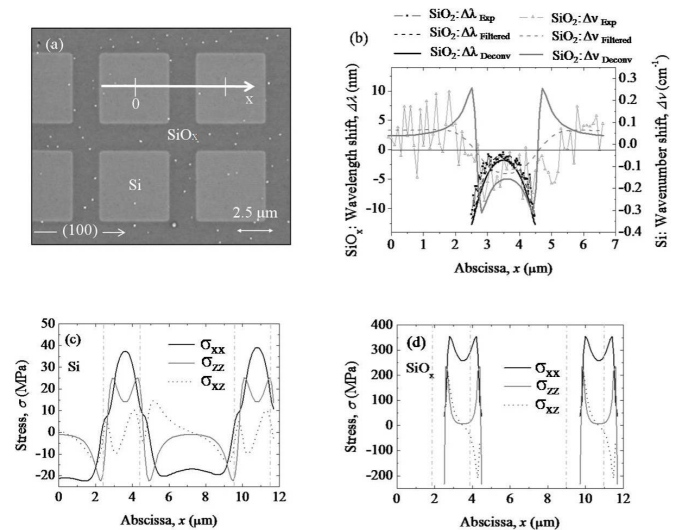 (a)
0
x
SiOx
Si
2.5 μm
(100)
SiO2: Δλ Exp
SiO2: Δλ Filtered
SiO2: Δλ Deconv
SiO2: Δν Exp
SiO2: Δν Filtered
SiO2: Δν Deconv
(b)
SiOx: Wavelength shift, Δλ (nm)
10
5
0
-5
-10
Si: Wavenumber shift, Δν (cm-1)
0.3
0.2
0.1
0.0
-0.1
-0.2
-0.3
-0.4
0 1 2 3 4 5 6 7
Abscissa, x (μm)
(c)
Si
σxx
σzz
σxz
Stress, σ (MPa)
50
40
30
20
10
0
-10
-20
0 2 4 6 8 10 12
Abscissa, x (μm)
(d)
SiOx
σxx
σzz
σxz
Stress, σ (MPa)
400
300
200
100
0
-100
-200
0 2 4 6 8 10 12
Abscissa, x (μm)